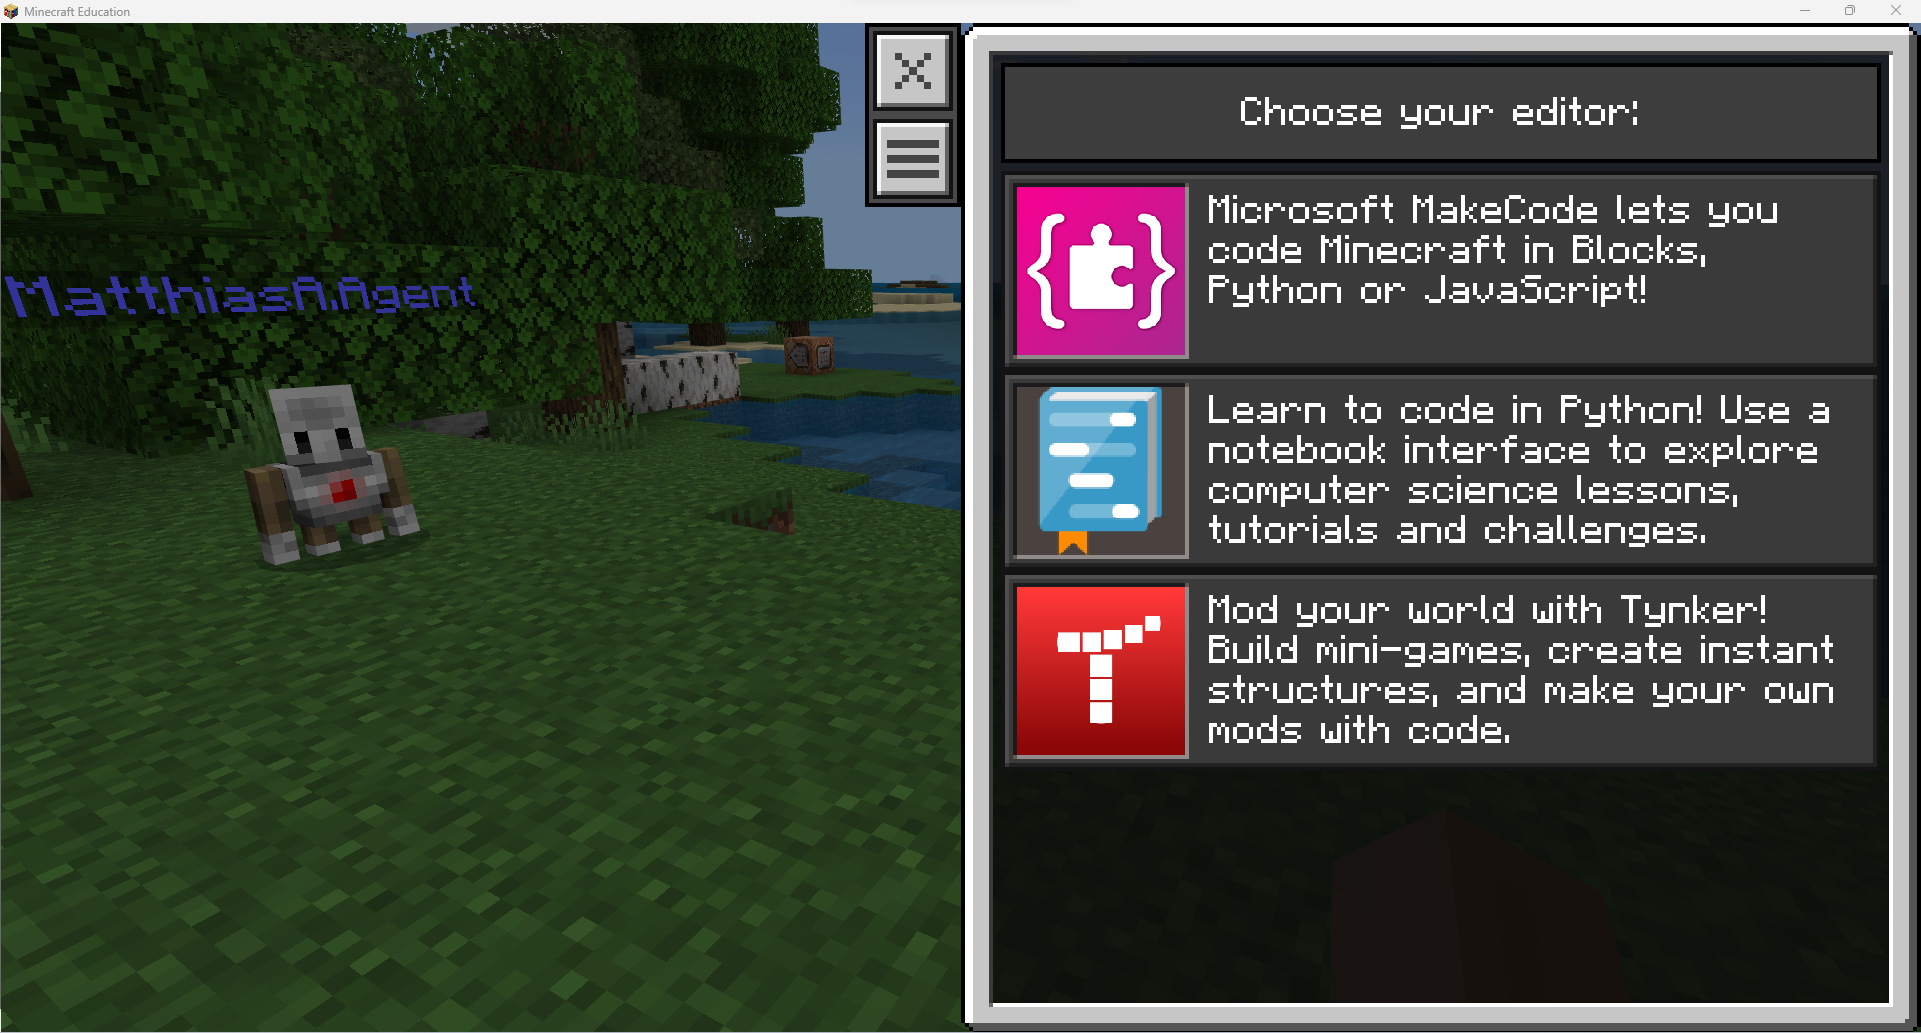 Minecraft Education
MatthiasA.Agent
Choose your editor:
Microsoft MakeCode lets you
code Minecraft in Blocks,
Python or JavaScript!
Learn to code in Python! Use a
notebook interface to explore
computer science lessons,
tutorials and challenges.
Mod your world with Tynker!
Build mini-games, create instant
structures, and make your own
mods with code.